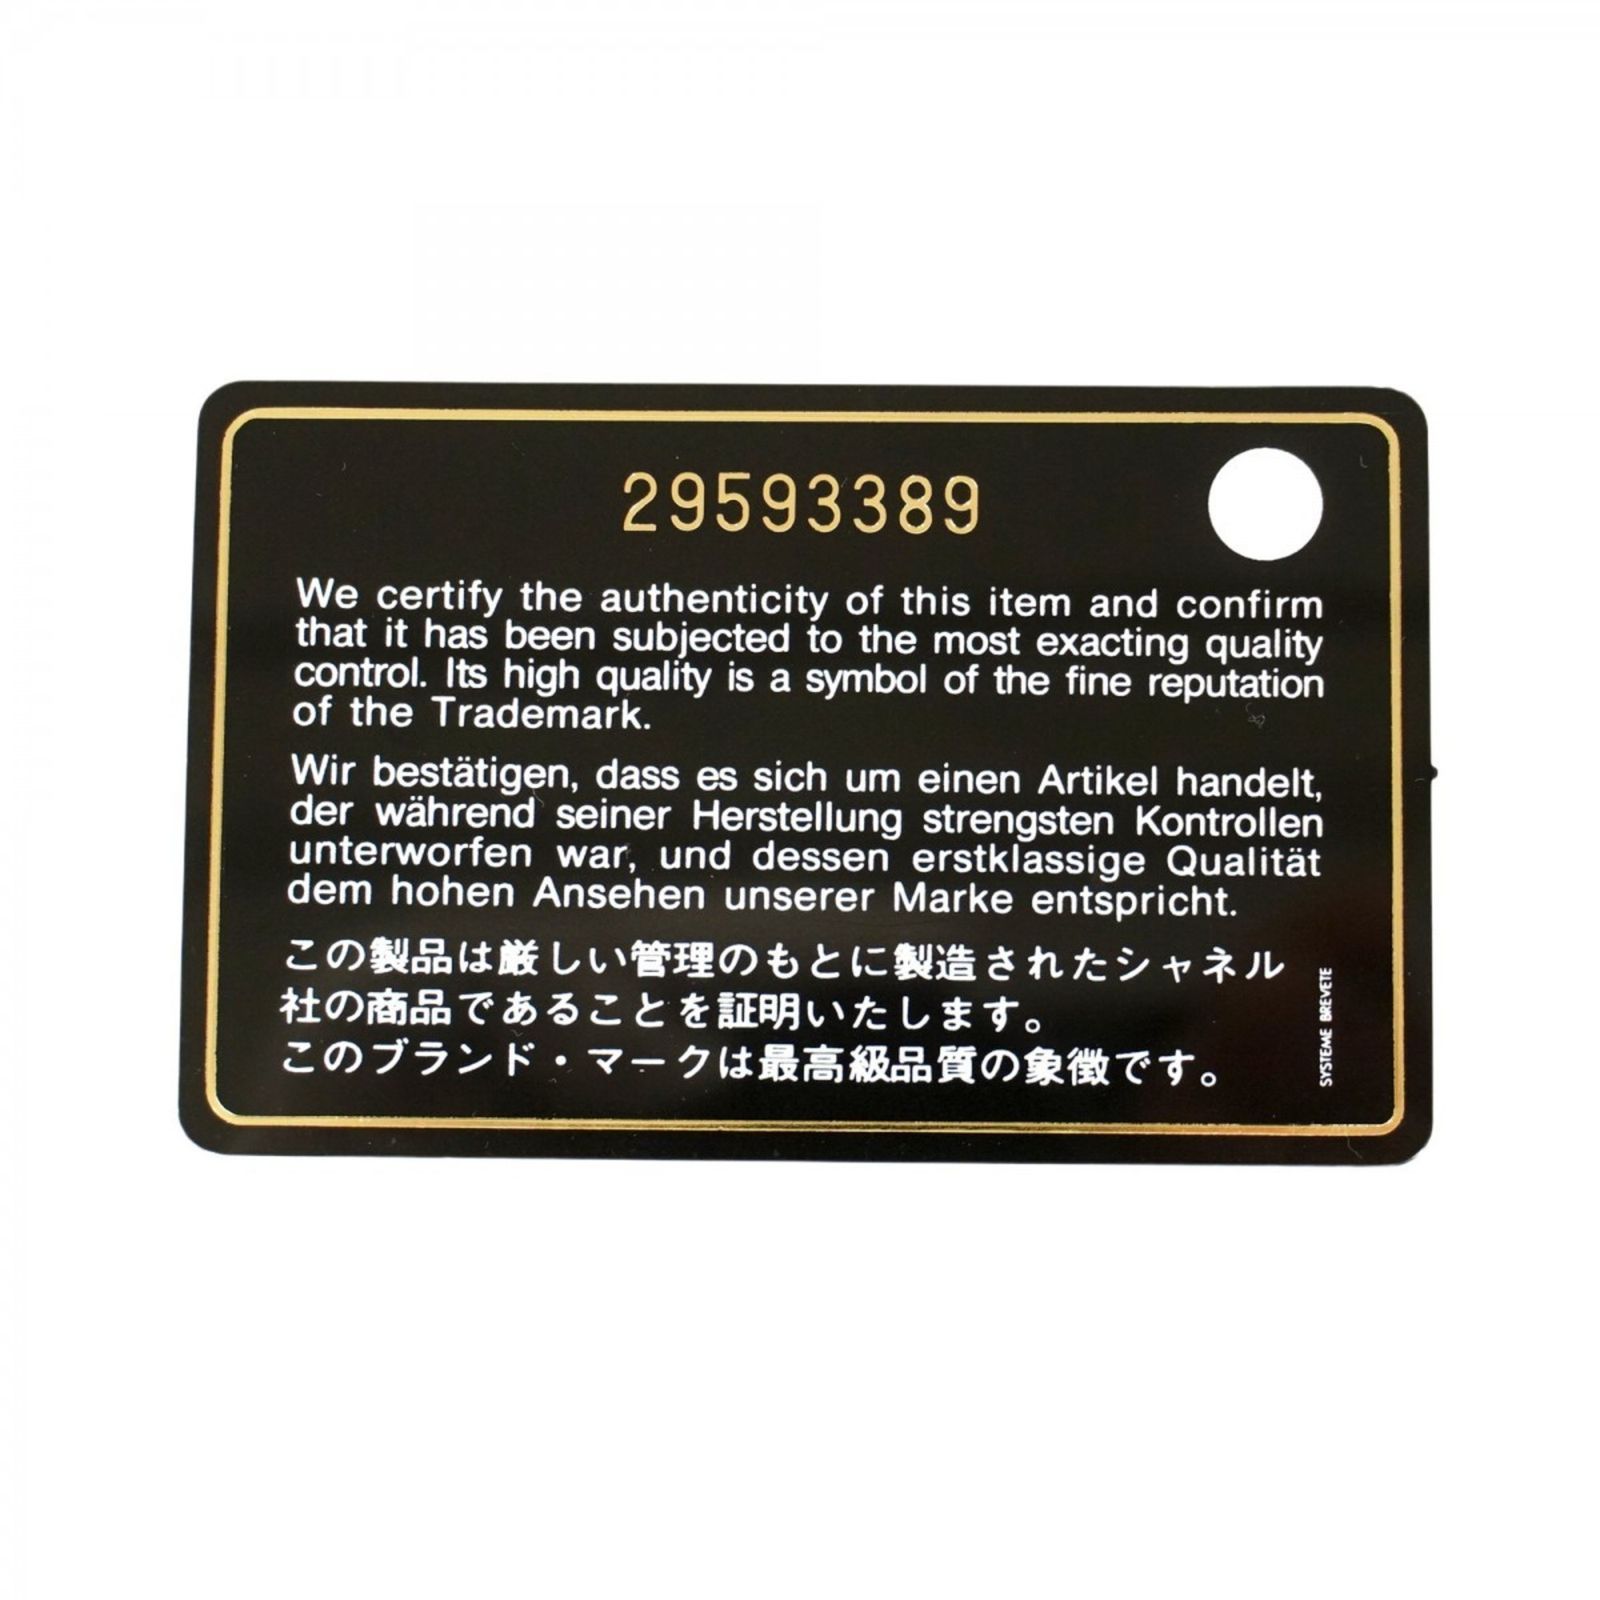 29593389
We certify the authenticity of this item and confirm
that it has been subjected to the most exacting quality
control. Its high quality is a symbol of the fine reputation
of the Trademark.
Wir bestätigen, dass es sich um einen Artikel handelt,
der während seiner Herstellung strengsten Kontrollen
unterworfen war, und dessen erstklassige Qualität
dem hohen Ansehen unserer Marke entspricht.
この製品は厳しい管理のもとに製造されたシャネル
社の商品であることを証明いたします。
このブランド・マークは最高級品質の象徴です。
SYSTEME BREVETE